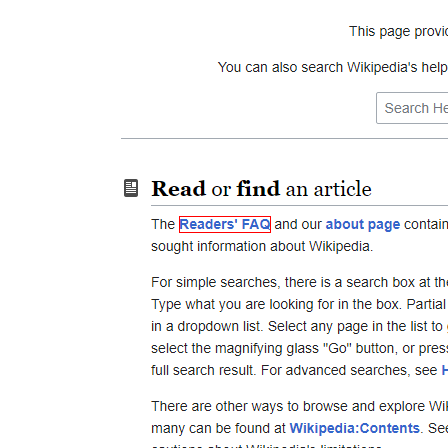 This page provid
You can also search Wikipedia's help
Search He
Read or find an article
The Readers' FAQ and our about page contain
sought information about Wikipedia.
For simple searches, there is a search box at the
Type what you are looking for in the box. Partial
in a dropdown list. Select any page in the list to
select the magnifying glass "Go" button, or pres
full search result. For advanced searches, see H
There are other ways to browse and explore Wi
many can be found at Wikipedia:Contents. See